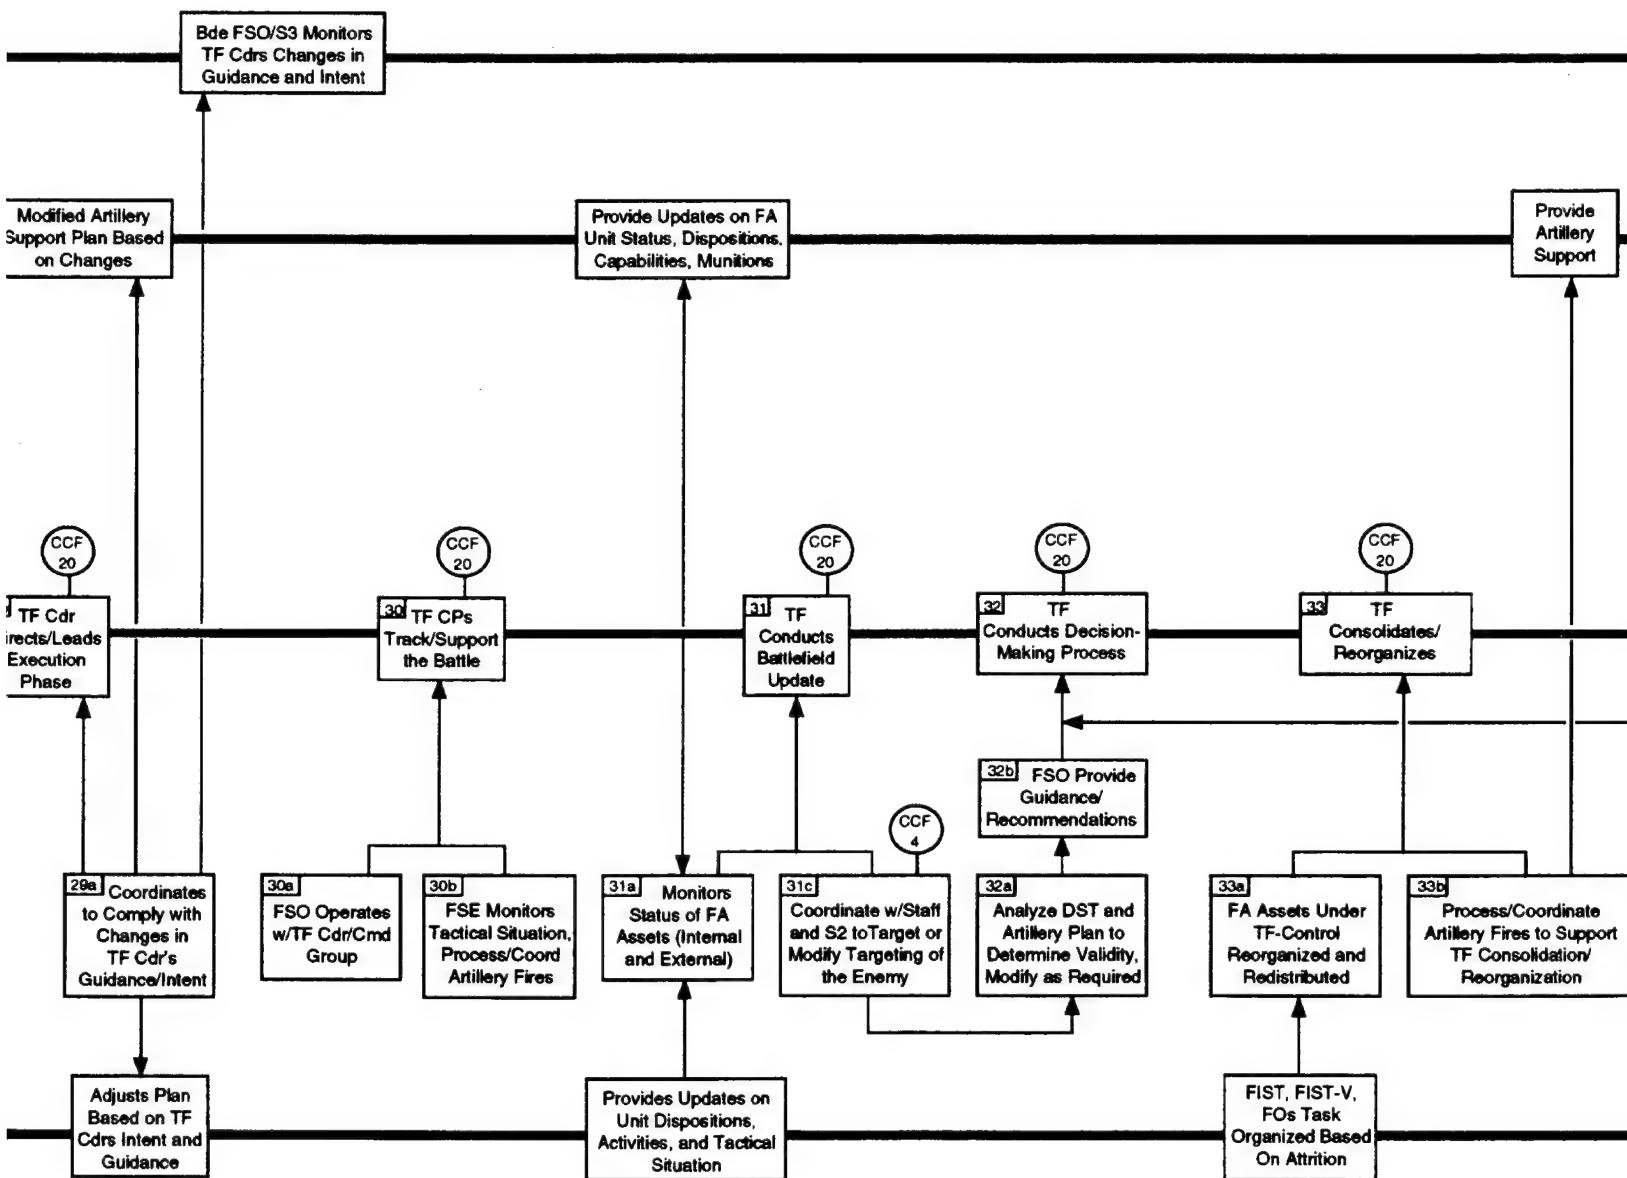 Bde FSO/S3 Monitors
TF Cdrs Changes in
Guidance and Intent
Modified Artillery
Support Plan Based
on Changes
Provide Updates on FA
Unit Status, Dispositions,
Capabilities, Munitions
Provide
Artillery
Support
CCF
20
TF Cdr
irects/Leads
Execution
Phase
CCF
20
30
TF CPs
Track/Support
the Battle
CCF
20
31
TF
Conducts
Battlefield
Update
CCF
20
32
TF
Conducts Decision-
Making Process
CCF
20
33
TF
Consolidates/
Reorganizes
32b
FSO Provide
Guidance/
Recommendations
CCF
4
29a
Coordinates
to Comply with
Changes in
TF Cdr's
Guidance/Intent
30a
FSO Operates
w/TF Cdr/Cmd
Group
30b
FSE Monitors
Tactical Situation,
Process/Coord
Artillery Fires
31a
Monitors
Status of FA
Assets (Internal
and External)
31c
Coordinate w/Staff
and S2 toTarget or
Modify Targeting of
the Enemy
32a
Analyze DST and
Artillery Plan to
Determine Validity,
Modify as Required
33a
FA Assets Under
TF-Control
Reorganized and
Redistributed
33b
Process/Coordinate
Artillery Fires to Support
TF Consolidation/
Reorganization
Adjusts Plan
Based on TF
Cdrs Intent and
Guidance
Provides Updates on
Unit Dispositions,
Activities, and Tactical
Situation
FIST, FIST-V,
FOs Task
Organized Based
On Attrition